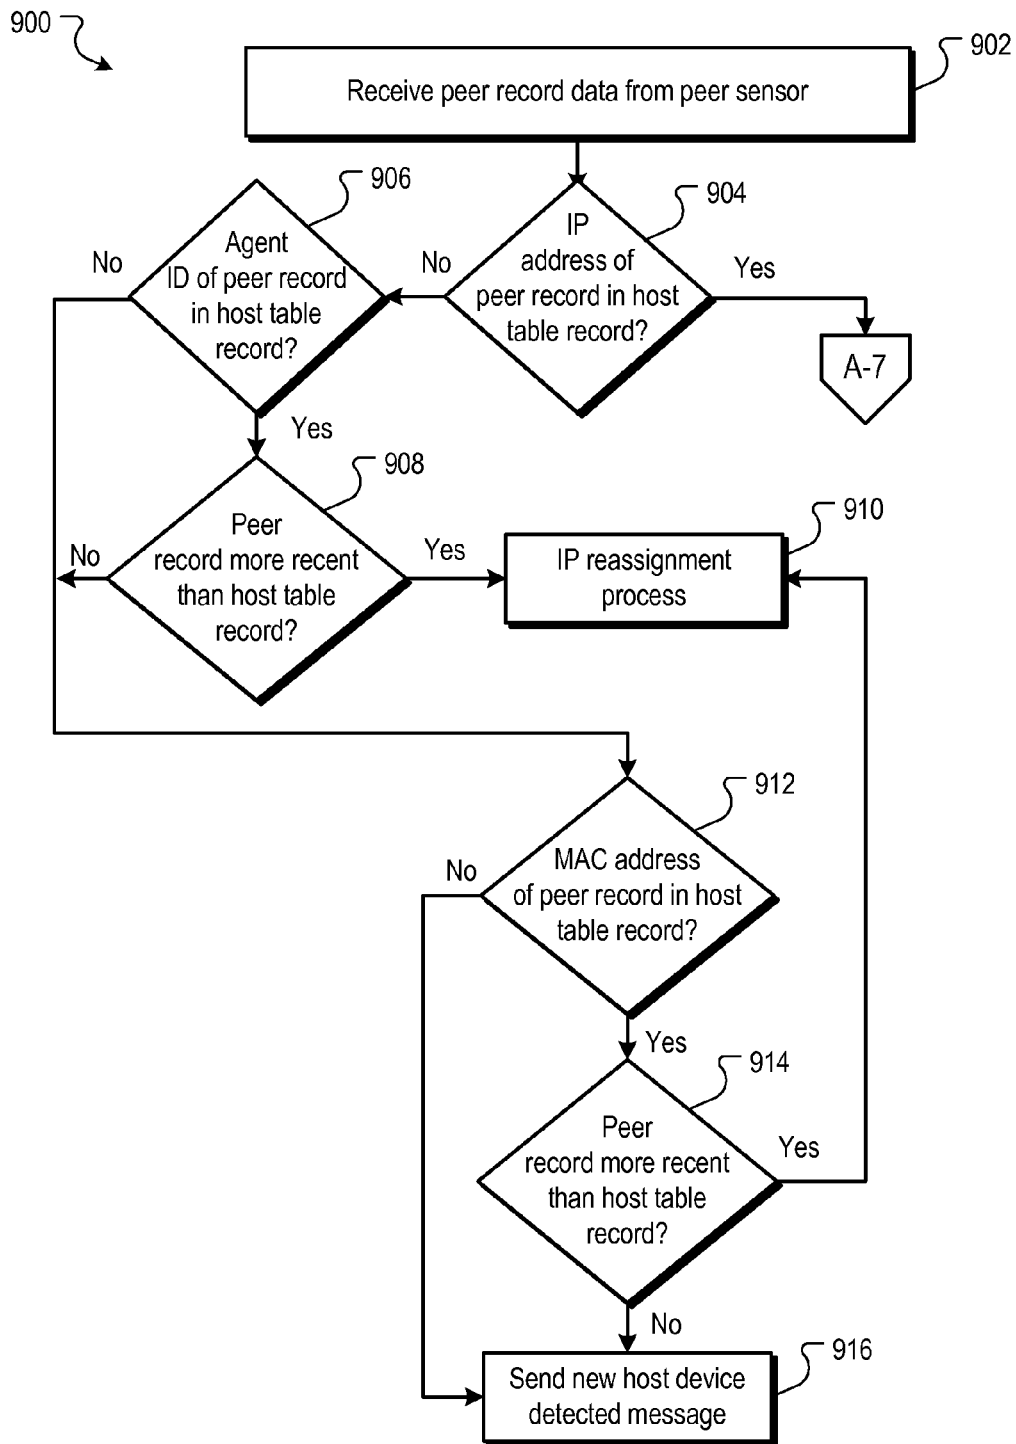 900
902
Receive peer record data from peer sensor
906
904
Agent
ID of peer record
in host table
record?
No
IP
address of
peer record in host
table record?
No
Yes
A-7
Yes
908
Peer
record more recent
than host table
record?
No
Yes
910
IP reassignment
process
912
MAC address
of peer record in host
table record?
No
Yes
914
Peer
record more recent
than host table
record?
Yes
No
916
Send new host device
detected message